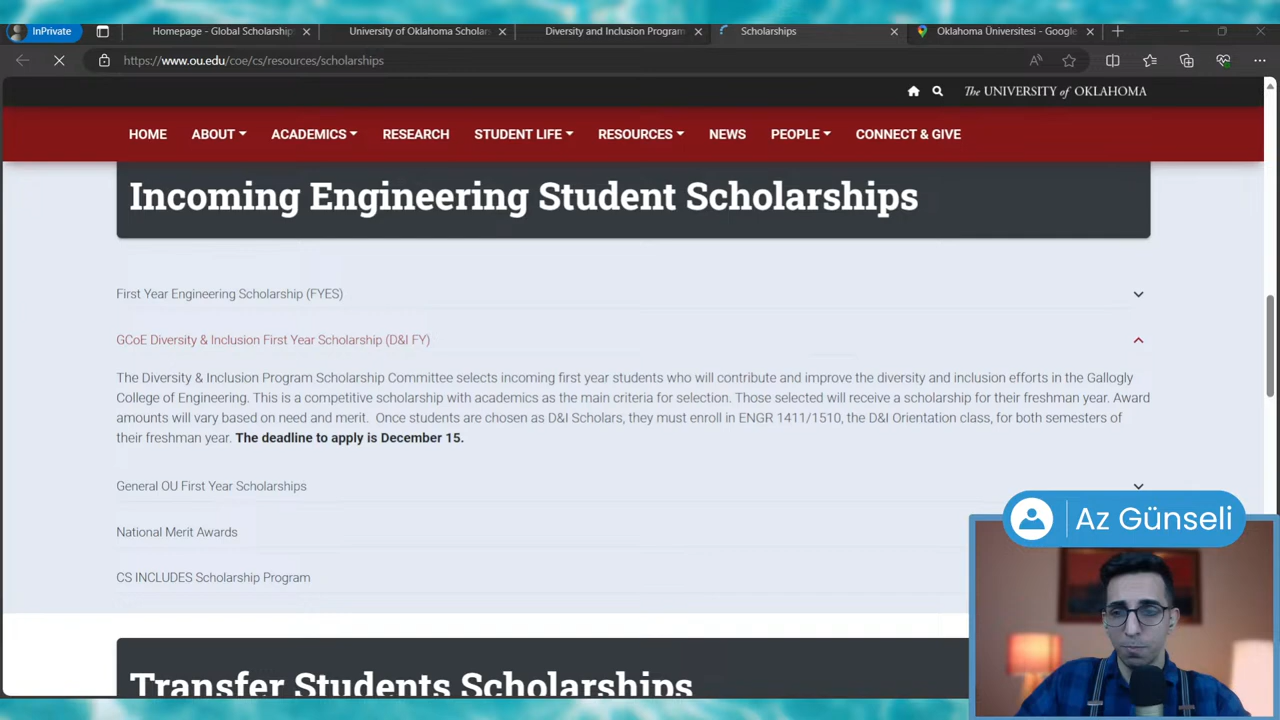 InPrivate
Homepage - Global Scholarship
University of Oklahoma Scholars
Diversity and Inclusion Program
Scholarships
Oklahoma Üniversitesi - Google
https://www.ou.edu/coe/cs/resources/scholarships
The UNIVERSITY of OKLAHOMA
HOME ABOUT ACADEMICS RESEARCH STUDENT LIFE RESOURCES NEWS PEOPLE CONNECT & GIVE
Incoming Engineering Student Scholarships
First Year Engineering Scholarship (FYES)
GCoE Diversity & Inclusion First Year Scholarship (D&I FY)
The Diversity & Inclusion Program Scholarship Committee selects incoming first year students who will contribute and improve the diversity and inclusion efforts in the Gallogly
College of Engineering. This is a competitive scholarship with academics as the main criteria for selection. Those selected will receive a scholarship for their freshman year. Award
amounts will vary based on need and merit. Once students are chosen as D&I Scholars, they must enroll in ENGR 1411/1510, the D&I Orientation class, for both semesters of
their freshman year. The deadline to apply is December 15.
General OU First Year Scholarships
National Merit Awards
CS INCLUDES Scholarship Program
Transfer Students Scholarships
Az Günseli